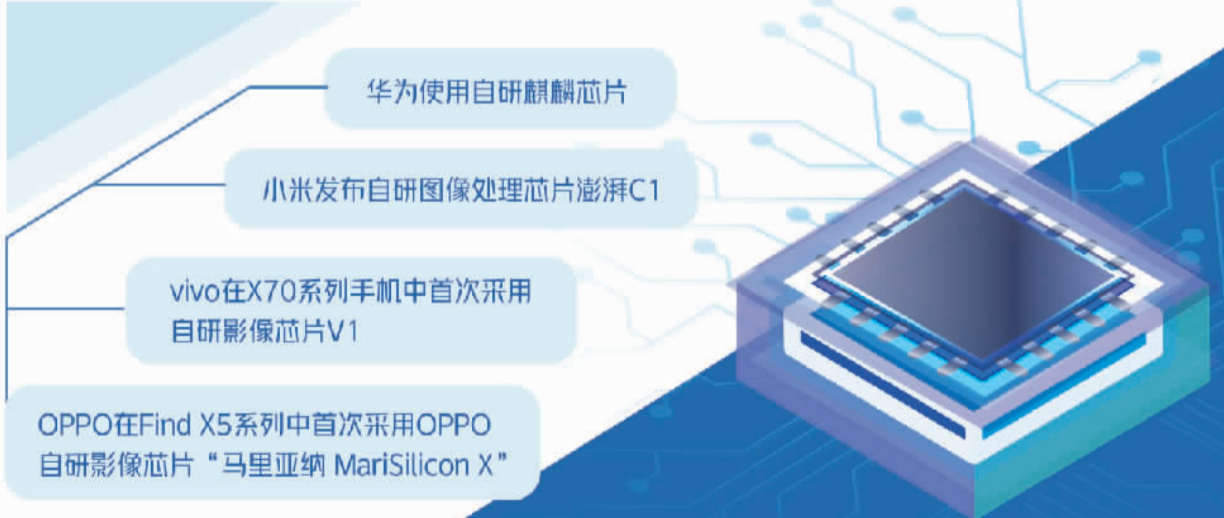 华为使用自研麒麟芯片
小米发布自研图像处理芯片澎湃C1
vivo在X70系列手机中首次采用
自研影像芯片V1
OPPO在Find X5系列中首次采用OPPO
自研影像芯片“马里亚纳 MariSilicon X”